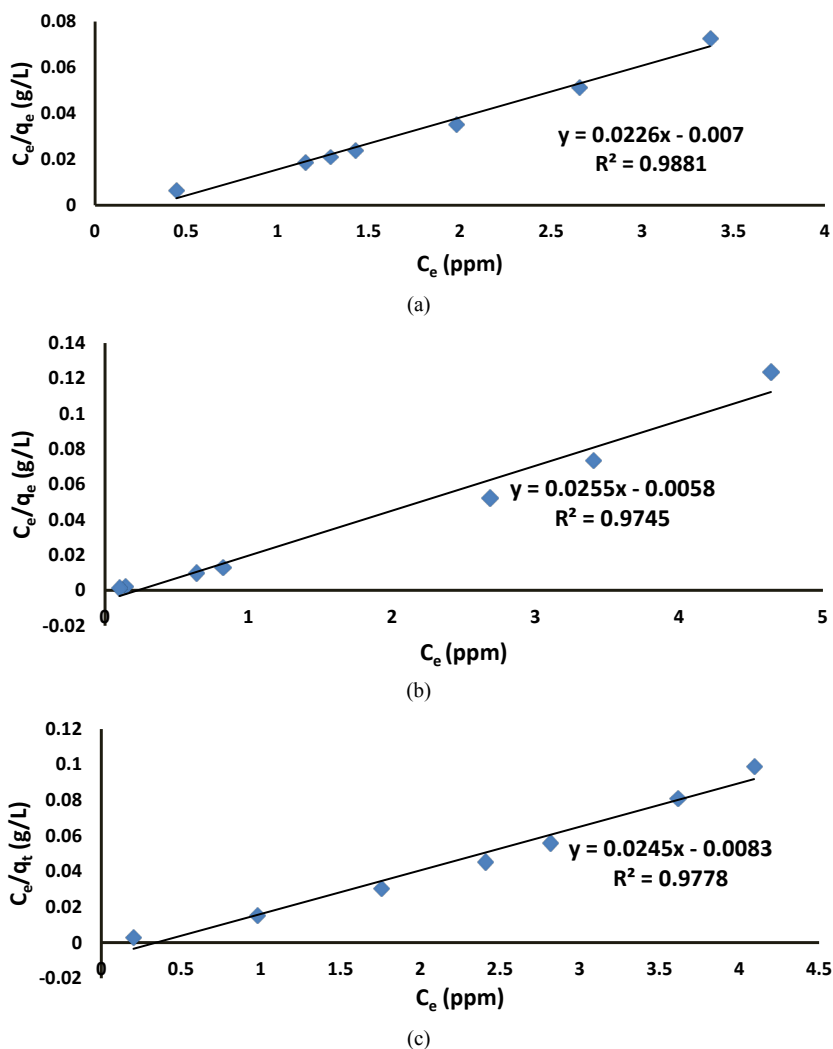 0.08
0.06
0.04
0.02
0
Cₑ/qₑ (g/L)
y = 0.0226x - 0.007
R² = 0.9881
0 0.5 1 1.5 2 2.5 3 3.5 4
Cₑ (ppm)
(a)
0.14
0.12
0.1
0.08
0.06
0.04
0.02
0
-0.02
Cₑ/qₑ (g/L)
y = 0.0255x - 0.0058
R² = 0.9745
0 1 2 3 4 5
Cₑ (ppm)
(b)
0.12
0.1
0.08
0.06
0.04
0.02
0
-0.02
Cₑ/qₜ (g/L)
y = 0.0245x - 0.0083
R² = 0.9778
0 0.5 1 1.5 2 2.5 3 3.5 4 4.5
Cₑ (ppm)
(c)